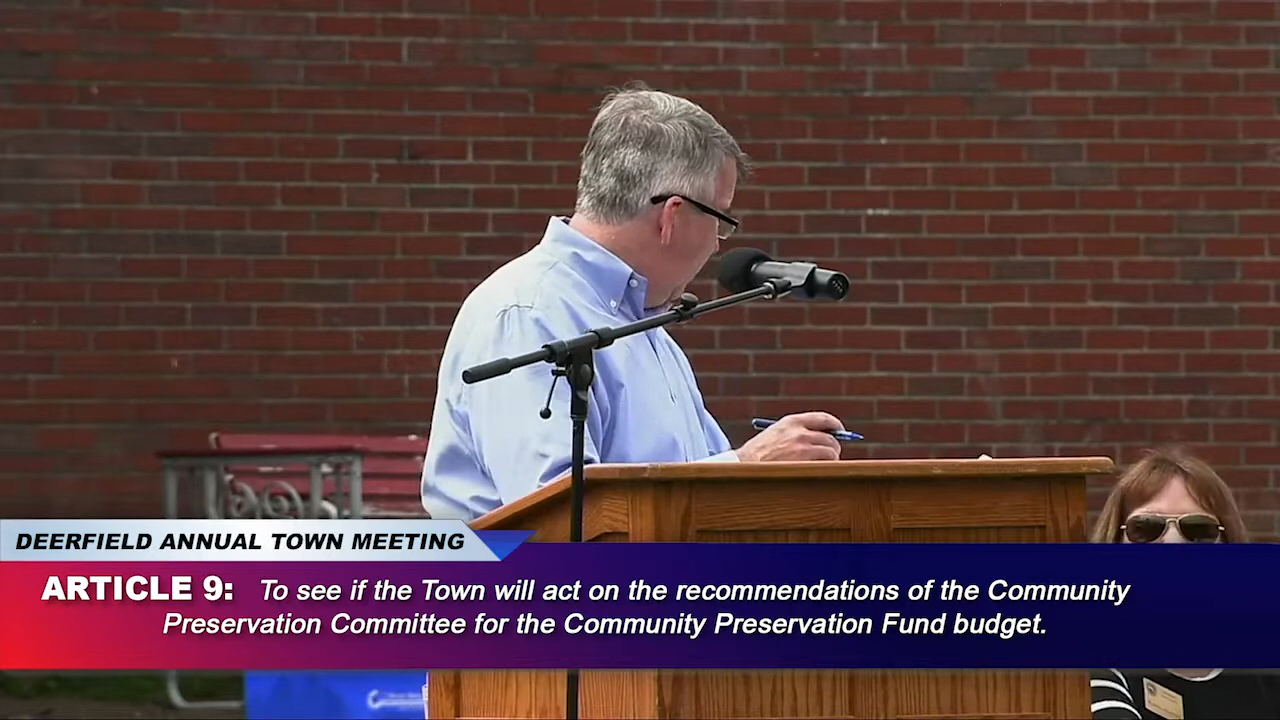 DEERFIELD ANNUAL TOWN MEETING
ARTICLE 9: To see if the Town will act on the recommendations of the Community
Preservation Committee for the Community Preservation Fund budget.